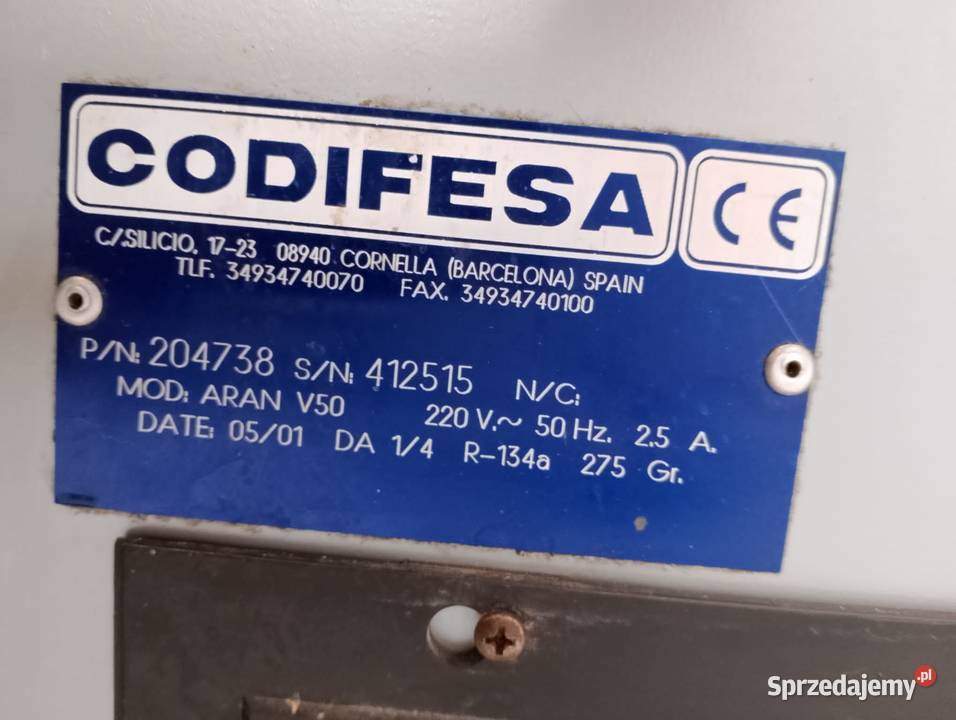 CODIFESA CE
C/.SILICIO, 17-23 08940 CORNELLA (BARCELONA) SPAIN
TLF. 34934740070 FAX. 34934740100
P/N: 204738 S/N: 412515 N/C:
MOD: ARAN V50 220 V.~ 50 Hz. 2.5 A.
DATE: 05/01 DA 1/4 R-134a 275 Gr.
Sprzedajemy.pl